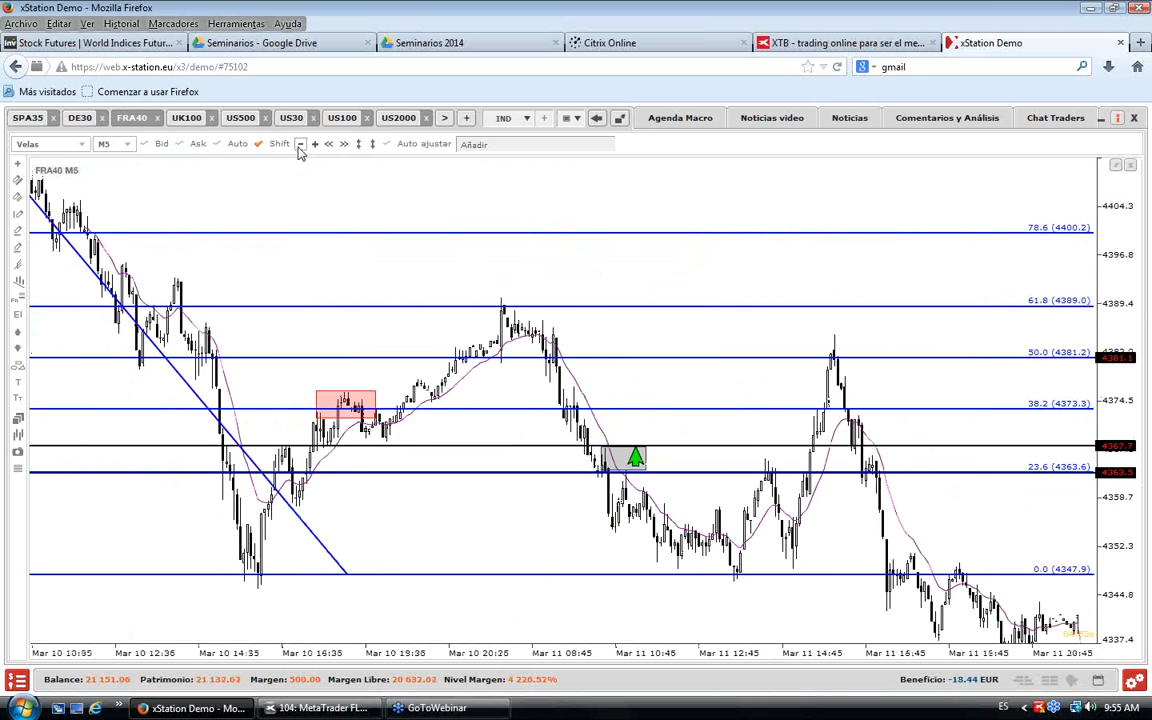 xStation Demo - Mozilla Firefox
Archivo Editar Ver Historial Marcadores Herramientas Ayuda
Stock Futures | World Indices Futur... × Seminarios - Google Drive × Seminarios 2014 × Citrix Online × XTB - trading online para ser el me... × xStation Demo ×
https://web.x-station.eu/x3/demo/#75102 gmail
Más visitados Comenzar a usar Firefox
SPA35 DE30 FRA40 UK100 US500 US30 US100 US2000 > + IND Agenda Macro Noticias video Noticias Comentarios y Análisis Chat Traders
Velas M5 Bid Ask Auto Shift Auto ajustar Añadir
FRA40 M5
4404.3
78.6 (4400.2)
4396.8
61.8 (4389.0)
4389.4
50.0 (4381.2)
4381.1
38.2 (4373.3)
4374.5
4367.7
23.6 (4363.6)
4363.5
4359.7
4352.3
0.0 (4347.9)
4344.8
4337.4
Mar 10 12:35 Mar 10 14:35 Mar 10 16:35 Mar 10 19:35 Mar 10 20:25 Mar 11 08:45 Mar 11 10:45 Mar 11 12:45 Mar 11 14:45 Mar 11 16:45 Mar 11 20:45
Balance: 21 151.06 Patrimonio: 21 132.62 Margen: 500.00 Margen Libre: 20 632.62 Nivel Margen: 4 226.52% Beneficio: -18.44 EUR
xStation Demo - Mo... 104: MetaTrader FL... GoToWebinar ES 9:55 AM